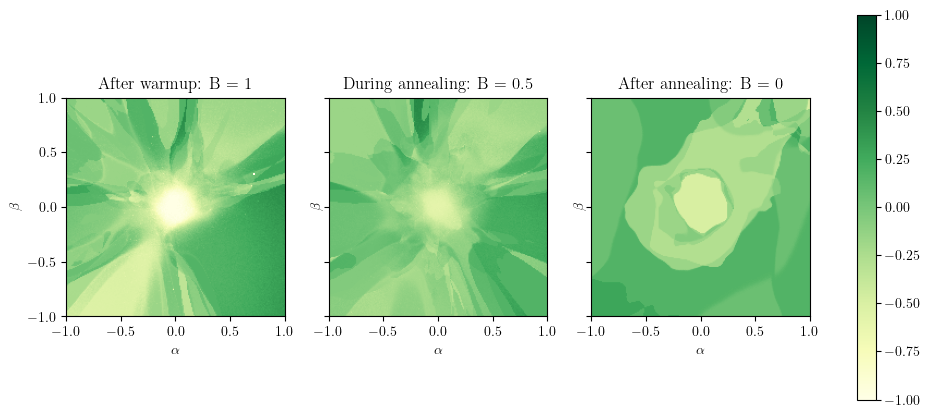 After warmup: B = 1
During annealing: B = 0.5
After annealing: B = 0
1.0
0.5
0.0
−0.5
−1.0
β
β
β
−1.0 −0.5 0.0 0.5 1.0
−1.0 −0.5 0.0 0.5 1.0
−1.0 −0.5 0.0 0.5 1.0
α
α
α
1.00
0.75
0.50
0.25
0.00
−0.25
−0.50
−0.75
−1.00